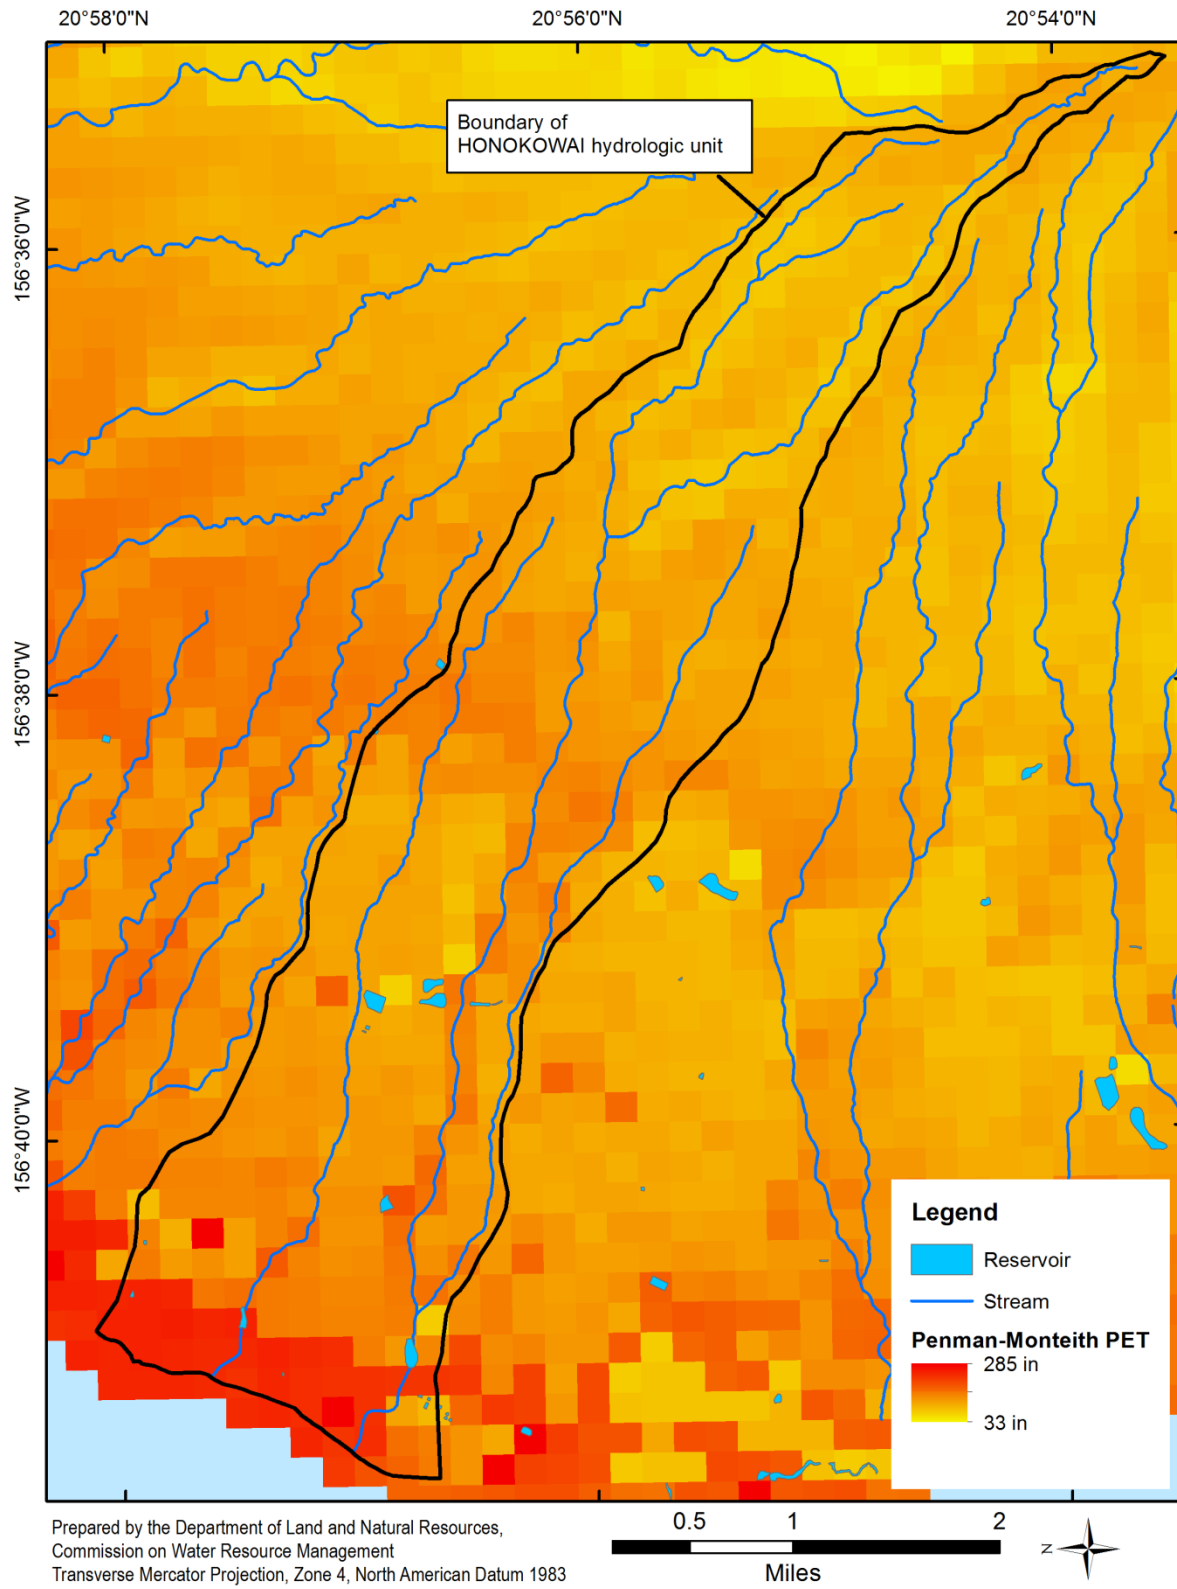 20°58'0"N
20°56'0"N
20°54'0"N
Boundary of
HONOKOWAI hydrologic unit
156°36'0"W
156°38'0"W
156°40'0"W
Legend
Reservoir
Stream
Penman-Monteith PET
285 in
33 in
Prepared by the Department of Land and Natural Resources,
Commission on Water Resource Management
Transverse Mercator Projection, Zone 4, North American Datum 1983
0.5 1 2
Miles
N